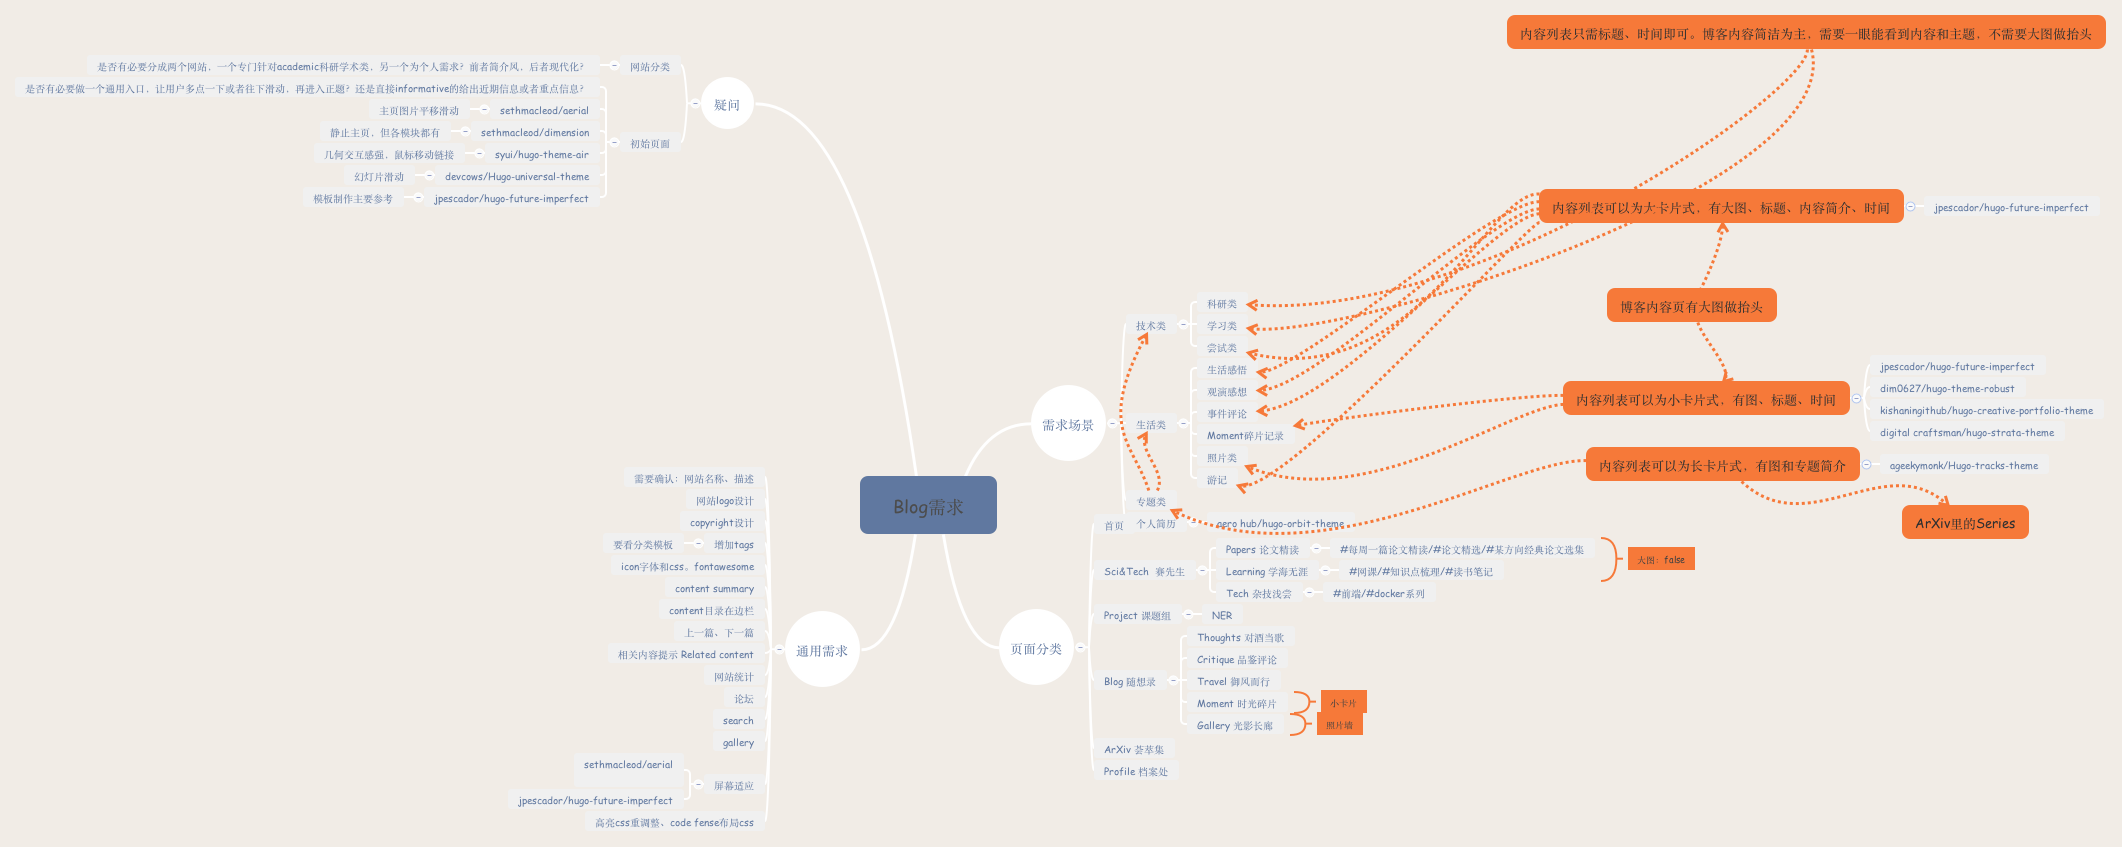 Blog需求
疑问
网站分类
是否有必要分成两个网站，一个专门针对academic科研学术类，另一个为个人需求？前者简介风，后者现代化？
初始页面
是否有必要做一个通用入口，让用户多点一下或者往下滑动，再进入正题？还是直接informative的给出近期信息或者重点信息？
sethmacleod/aerial
主页图片平移滑动
sethmacleod/dimension
静止主页，但各模块都有
syui/hugo-theme-air
几何交互感强，鼠标移动链接
devcows/Hugo-universal-theme
幻灯片滑动
jpescador/hugo-future-imperfect
模板制作主要参考
通用需求
需要确认：网站名称、描述
网站logo设计
copyright设计
增加tags
要看分类模板
icon字体和css。fontawesome
content summary
content目录在边栏
上一篇、下一篇
相关内容提示 Related content
网站统计
论坛
search
gallery
屏幕适应
sethmacleod/aerial
jpescador/hugo-future-imperfect
高亮css重调整、code fense布局css
需求场景
技术类
科研类
学习类
尝试类
生活类
生活感悟
观演感想
事件评论
Moment碎片记录
照片类
游记
专题类
个人简历
aero hub/hugo-orbit-theme
页面分类
首页
Sci&Tech 赛先生
Papers 论文精读
#每周一篇论文精读/#论文精选/#某方向经典论文选集
Learning 学海无涯
#网课/#知识点梳理/#读书笔记
Tech 杂技浅尝
#前端/#docker系列
大图：false
Project 课题组
NER
Blog 随想录
Thoughts 对酒当歌
Critique 品鉴评论
Travel 御风而行
Moment 时光碎片
小卡片
Gallery 光影长廊
照片墙
ArXiv 荟萃集
Profile 档案处
内容列表只需标题、时间即可。博客内容简洁为主，需要一眼能看到内容和主题，不需要大图做抬头
内容列表可以为大卡片式，有大图、标题、内容简介、时间
jpescador/hugo-future-imperfect
博客内容页有大图做抬头
内容列表可以为小卡片式，有图、标题、时间
jpescador/hugo-future-imperfect
dim0627/hugo-theme-robust
kishaningithub/hugo-creative-portfolio-theme
digital craftsman/hugo-strata-theme
内容列表可以为长卡片式，有图和专题简介
ageekymonk/Hugo-tracks-theme
ArXiv里的Series